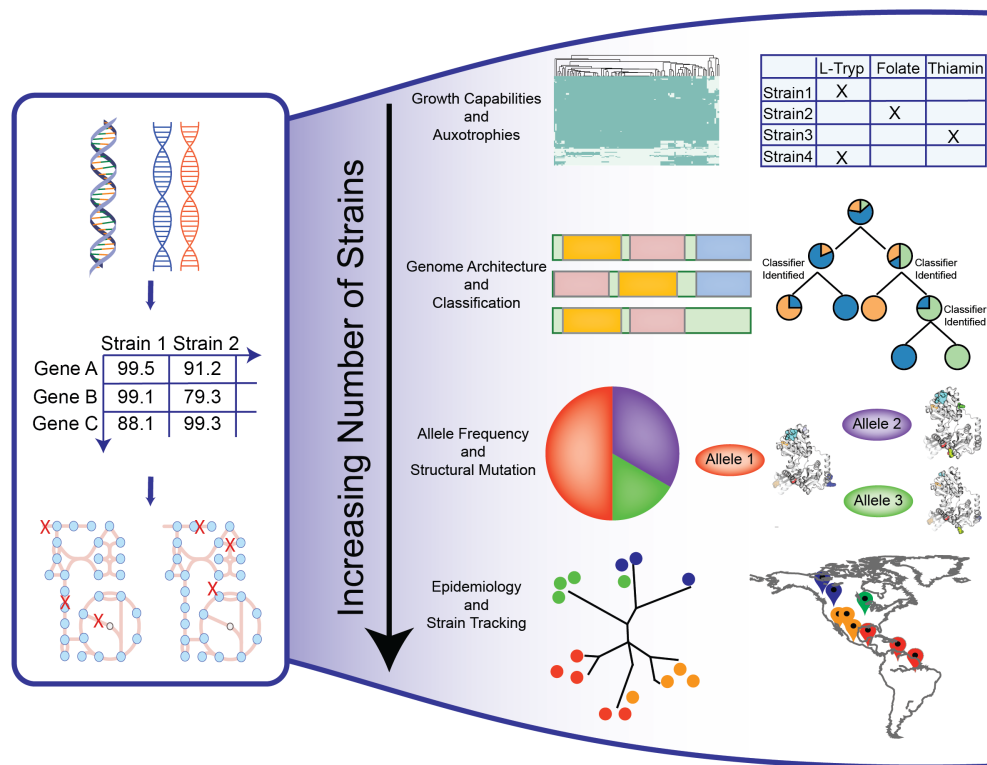 Strain 1 Strain 2
Gene A 99.5 91.2
Gene B 99.1 79.3
Gene C 88.1 99.3
X
X
X
X
X
X
Increasing Number of Strains
Growth Capabilities
and
Auxotrophies
L-Tryp Folate Thiamin
Strain1 X
Strain2 X
Strain3 X
Strain4 X
Genome Architecture
and
Classification
Classifier
Identified
Classifier
Identified
Classifier
Identified
Allele Frequency
and
Structural Mutation
Allele 1
Allele 2
Allele 3
Epidemiology
and
Strain Tracking